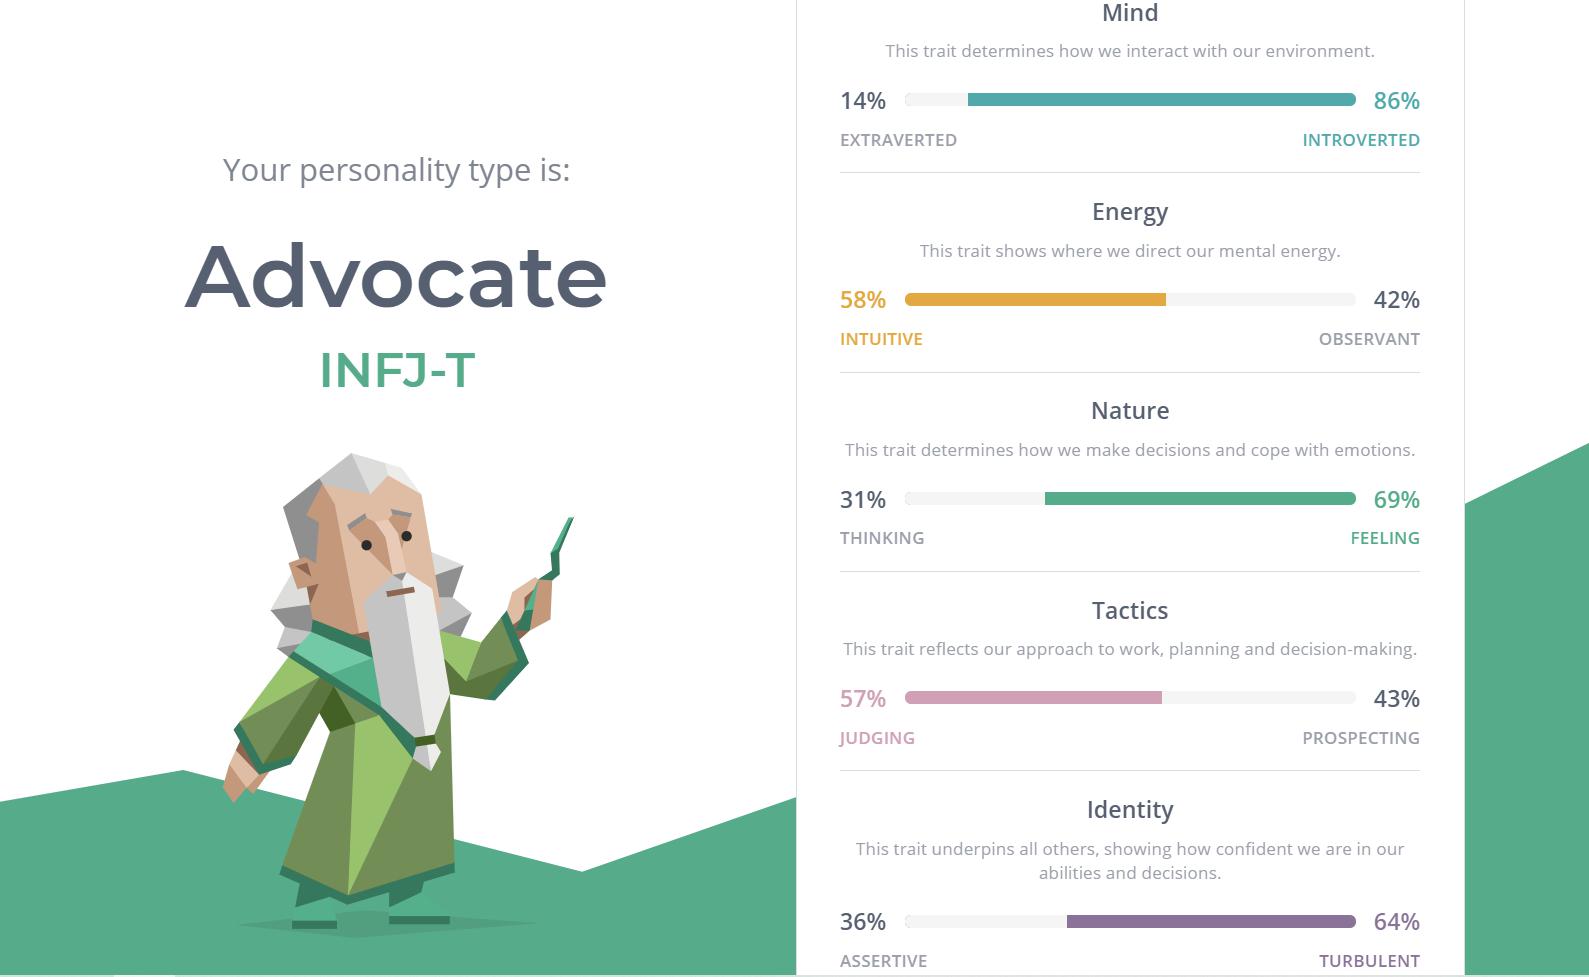 Your personality type is:
Advocate
INFJ-T
Mind
This trait determines how we interact with our environment.
14% 86%
EXTRAVERTED INTROVERTED
Energy
This trait shows where we direct our mental energy.
58% 42%
INTUITIVE OBSERVANT
Nature
This trait determines how we make decisions and cope with emotions.
31% 69%
THINKING FEELING
Tactics
This trait reflects our approach to work, planning and decision-making.
57% 43%
JUDGING PROSPECTING
Identity
This trait underpins all others, showing how confident we are in our
abilities and decisions.
36% 64%
ASSERTIVE TURBULENT